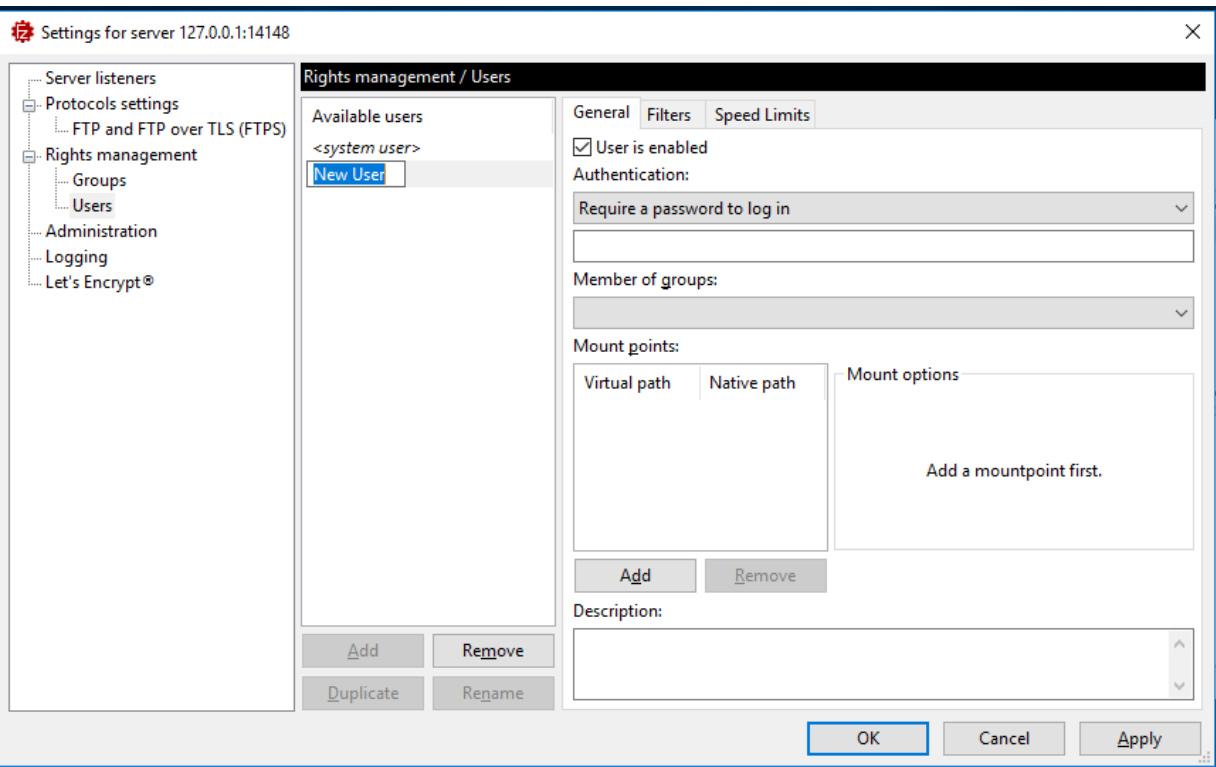 Settings for server 127.0.0.1:14148
Server listeners
Protocols settings
FTP and FTP over TLS (FTPS)
Rights management
Groups
Users
Administration
Logging
Let's Encrypt®
Rights management / Users
Available users
<system user>
New User
Add
Remove
Duplicate
Rename
General Filters Speed Limits
User is enabled
Authentication:
Require a password to log in
Member of groups:
Mount points:
Virtual path Native path
Mount options
Add a mountpoint first.
Add Remove
Description:
OK Cancel Apply